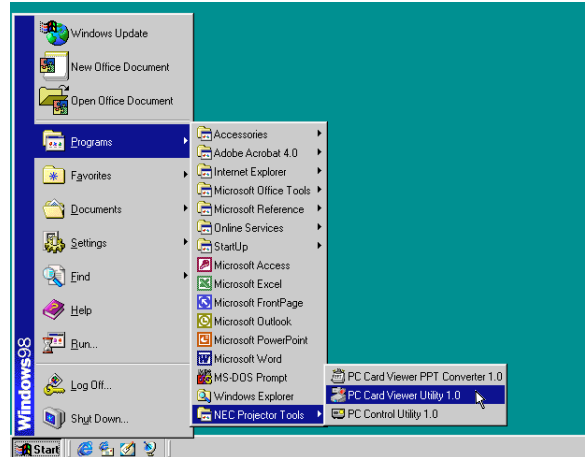 Windows Update
New Office Document
Open Office Document
Programs
Favorites
Documents
Settings
Find
Help
Run...
Log Off...
Shut Down...
Windows98
Accessories
Adobe Acrobat 4.0
Internet Explorer
Microsoft Office Tools
Microsoft Reference
Online Services
StartUp
Microsoft Access
Microsoft Excel
Microsoft FrontPage
Microsoft Outlook
Microsoft PowerPoint
Microsoft Word
MS-DOS Prompt
Windows Explorer
NEC Projector Tools
PC Card Viewer PPT Converter 1.0
PC Card Viewer Utility 1.0
PC Control Utility 1.0
Start